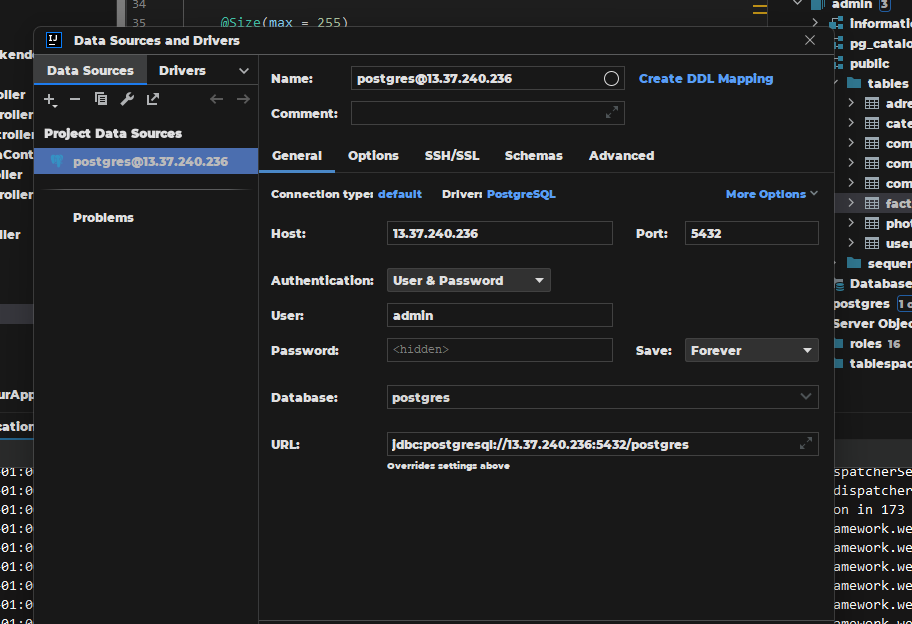 34
35 @Size(max = 255)
Data Sources and Drivers
Data Sources
Drivers
Project Data Sources
postgres@13.37.240.236
Problems
Name: postgres@13.37.240.236
Create DDL Mapping
Comment:
General Options SSH/SSL Schemas Advanced
Connection type: default Driver: PostgreSQL More Options
Host: 13.37.240.236 Port: 5432
Authentication: User & Password
User: admin
Password: <hidden> Save: Forever
Database: postgres
URL: jdbc:postgresql://13.37.240.236:5432/postgres
Overrides settings above
admin 3
informati
pg_catalo
public
tables
adre
cate
com
com
com
fact
phot
user
sequer
Database
postgres 1
Server Objec
roles 16
tablespac
kend
ller
roller
troller
aCont
ller
roller
ller
urApp
cation
01:0
01:0
01:0
01:0
01:0
01:0
01:0
01:0
01:0
spatcherSe
dispatcher
on in 173
amework.we
amework.we
amework.we
amework.we
amework.we
amework.we